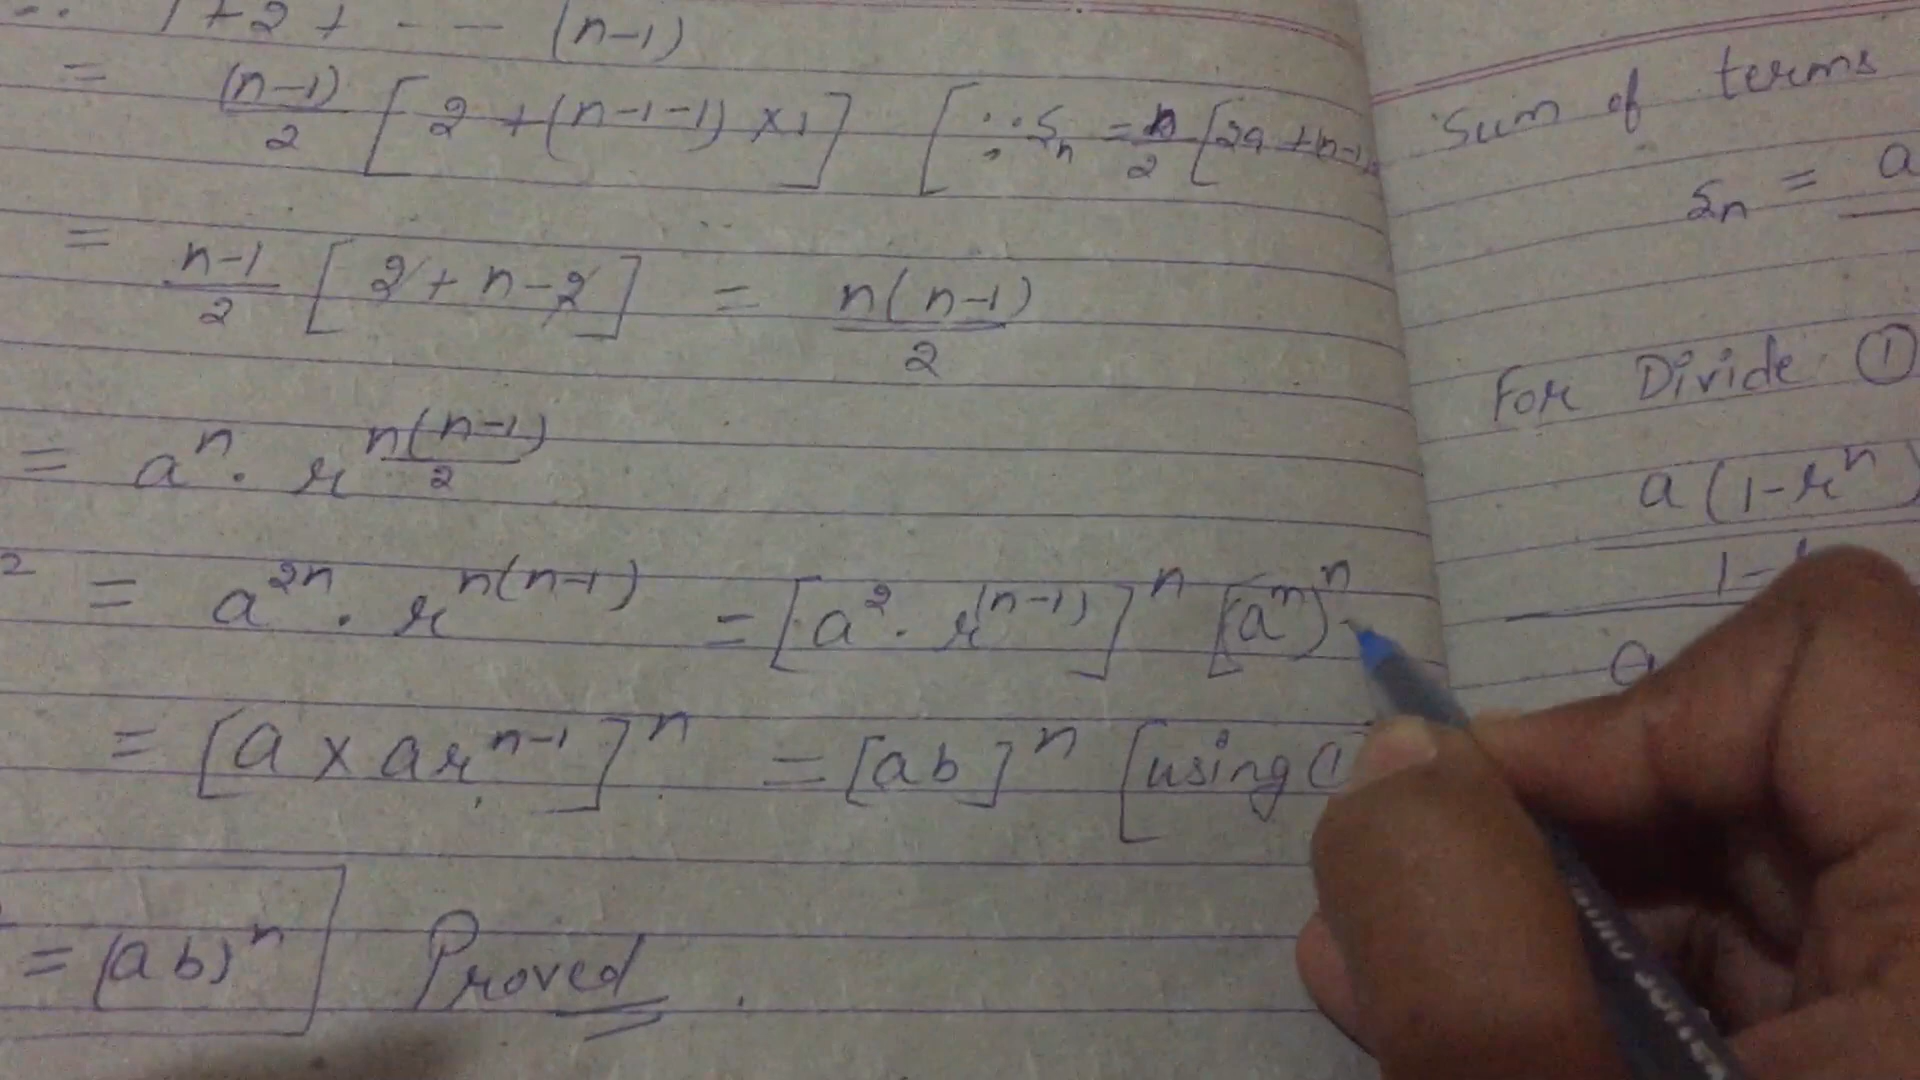 ∴ 1+2+ - - - (n-1)
= (n-1)/2 [2+(n-1-1)×1] [∵ Sn = n/2 [2a+(n-1)
= n-1/2 [2+n-2] = n(n-1)/2
= a^n . r^(n(n-1)/2)
2 = a^2n . r^n(n-1) = [a^2 . r^(n-1)]^n [(a^m)^n
= [a × ar^n-1]^n = [ab]^n [using (1
= (ab)^n Proved
Sum of terms
Sn = a
For Divide ①
a(1-r^n)
1-
a